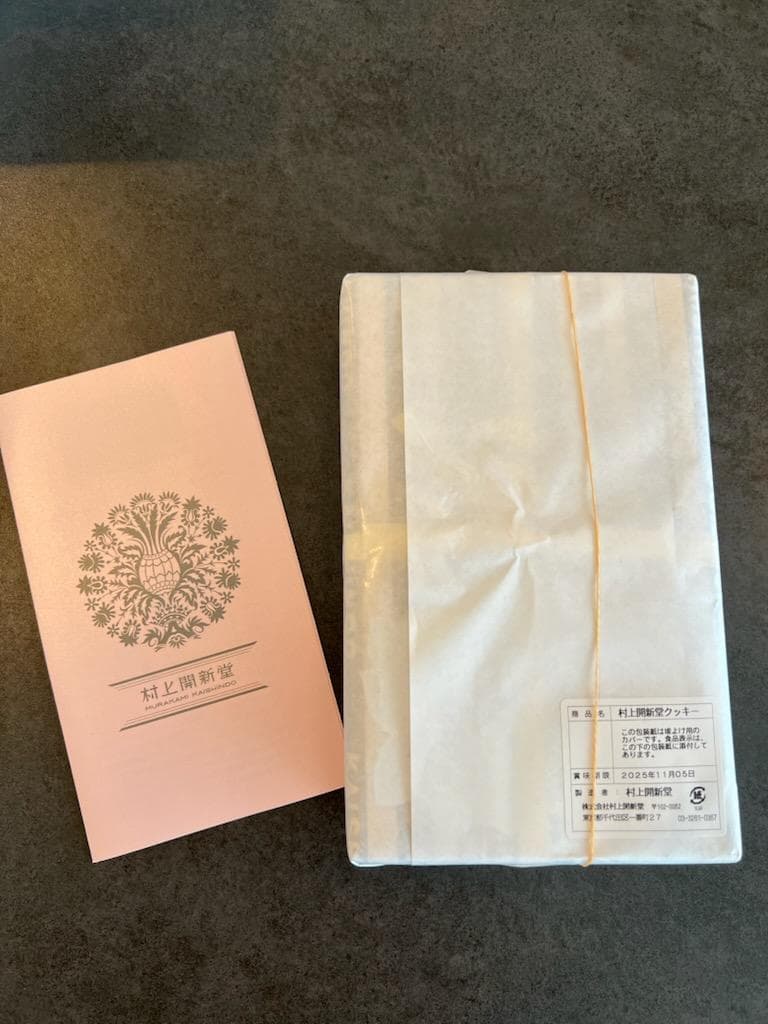 村上開新堂
MURAKAMI KAISHINDO
商品名 村上開新堂クッキー
この包装紙は埃よけ用の
カバーです。食品表示は、
この下の包装紙に添付して
あります。
賞味期限 2025年11月05日
製造者: 村上開新堂
株式会社村上開新堂 〒102-0082
東京都千代田区一番町27 03-3261-0367